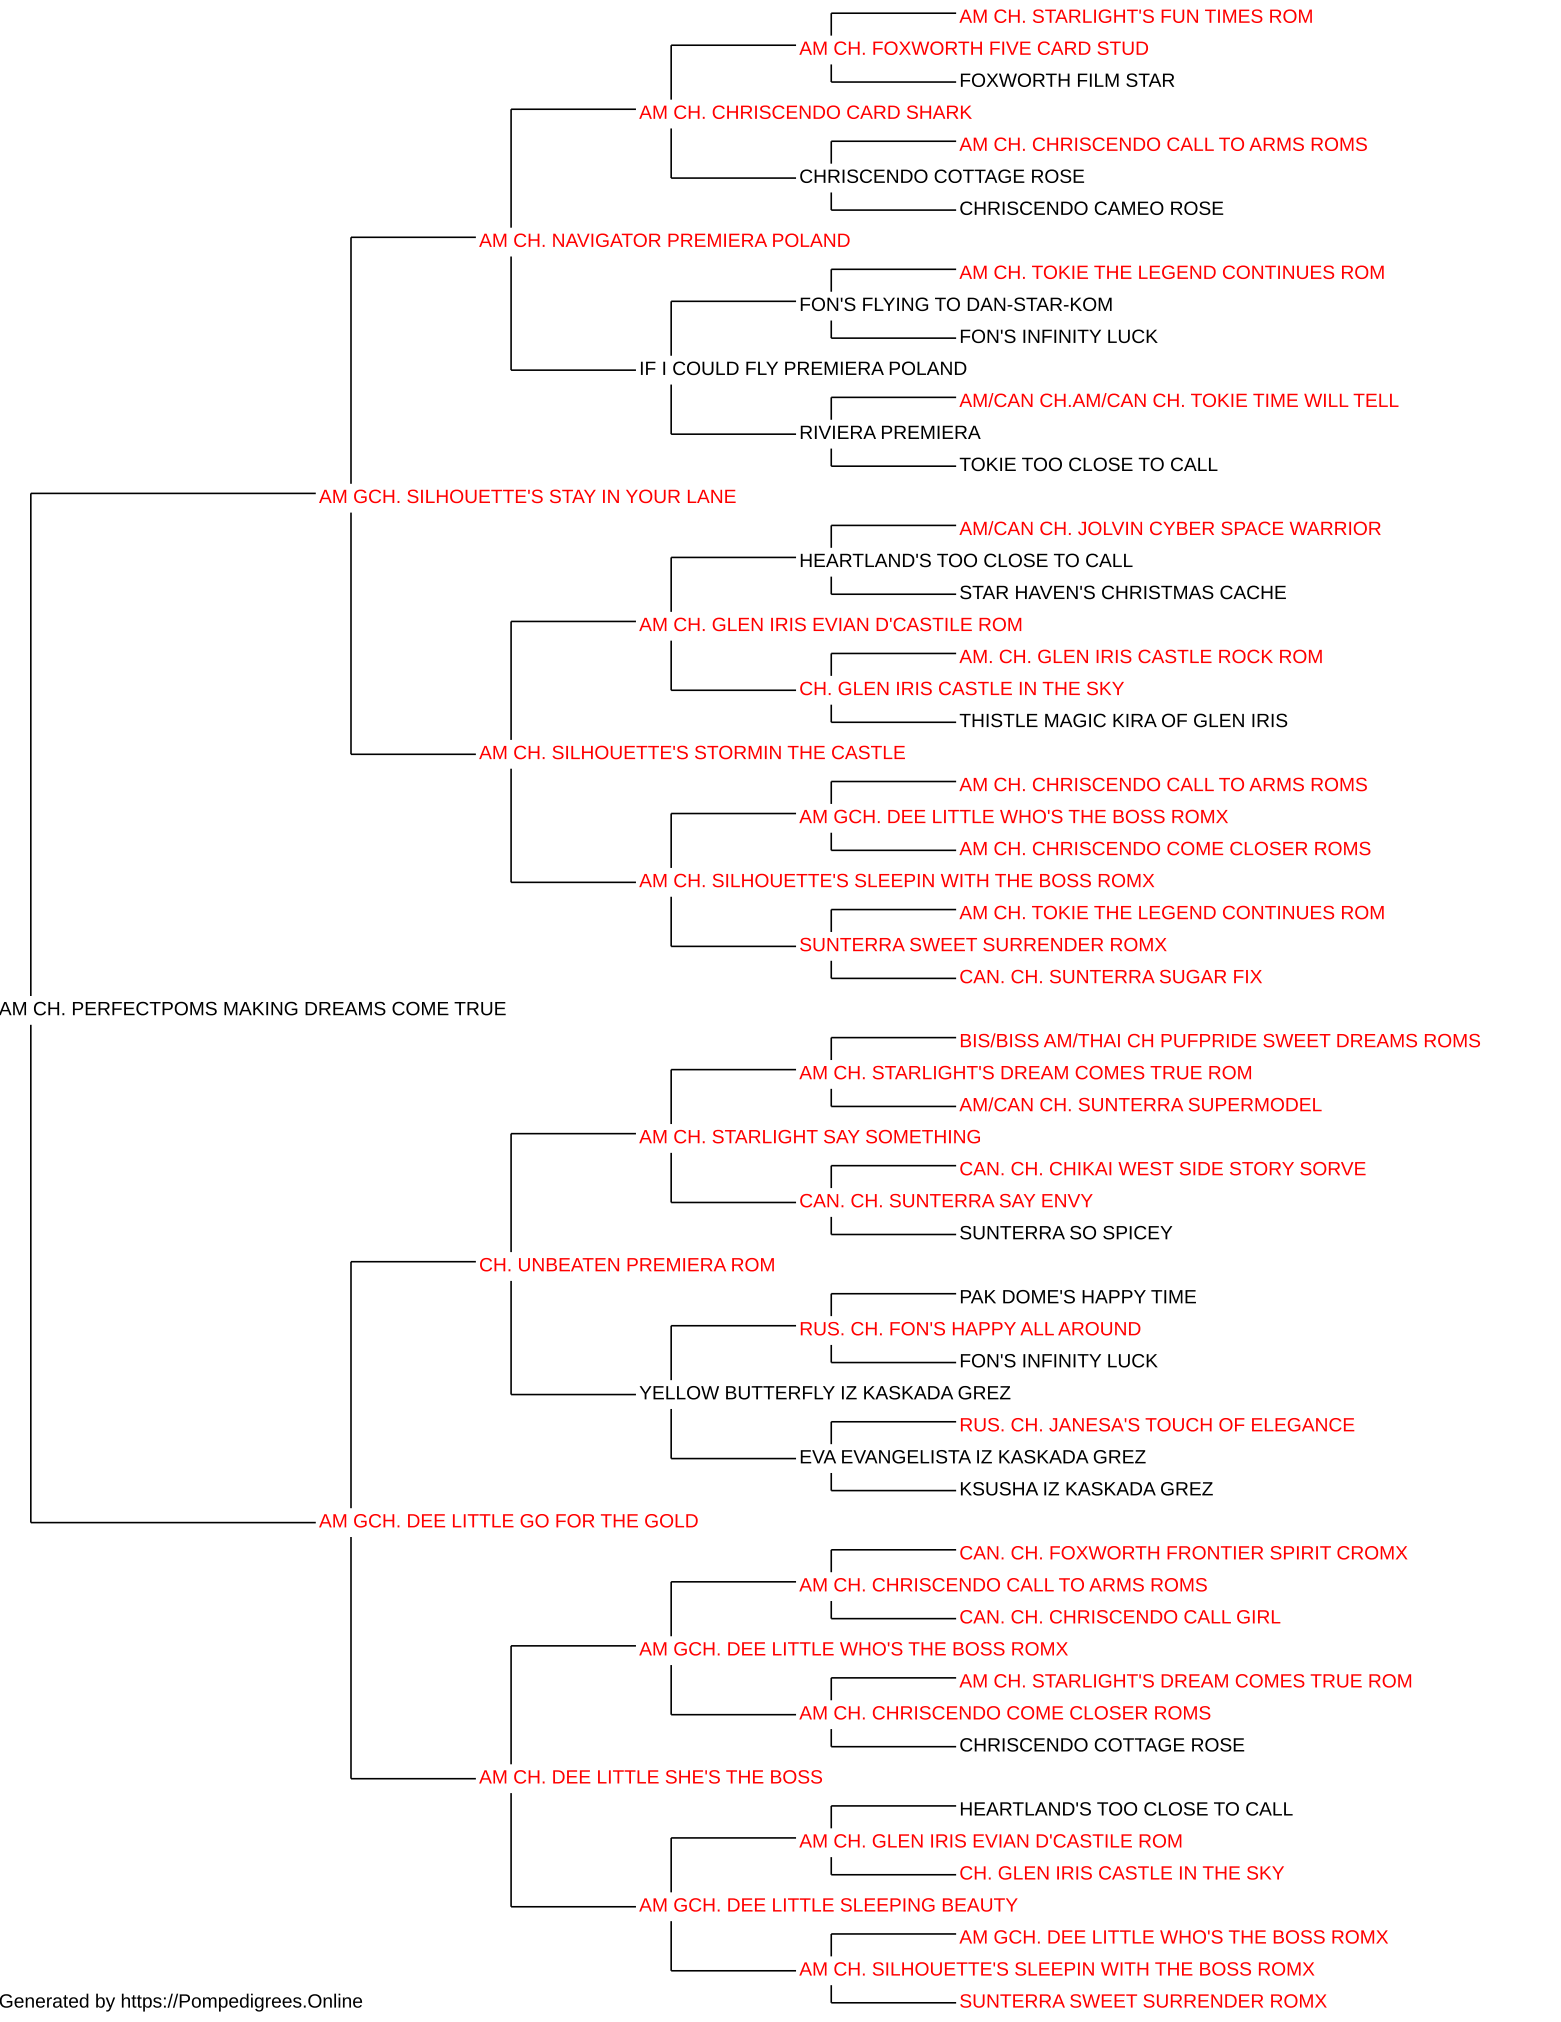 AM CH. STARLIGHT'S FUN TIMES ROM
AM CH. FOXWORTH FIVE CARD STUD
FOXWORTH FILM STAR
AM CH. CHRISCENDO CARD SHARK
AM CH. CHRISCENDO CALL TO ARMS ROMS
CHRISCENDO COTTAGE ROSE
CHRISCENDO CAMEO ROSE
AM CH. NAVIGATOR PREMIERA POLAND
AM CH. TOKIE THE LEGEND CONTINUES ROM
FON'S FLYING TO DAN-STAR-KOM
FON'S INFINITY LUCK
IF I COULD FLY PREMIERA POLAND
AM/CAN CH.AM/CAN CH. TOKIE TIME WILL TELL
RIVIERA PREMIERA
TOKIE TOO CLOSE TO CALL
AM GCH. SILHOUETTE'S STAY IN YOUR LANE
AM/CAN CH. JOLVIN CYBER SPACE WARRIOR
HEARTLAND'S TOO CLOSE TO CALL
STAR HAVEN'S CHRISTMAS CACHE
AM CH. GLEN IRIS EVIAN D'CASTILE ROM
AM. CH. GLEN IRIS CASTLE ROCK ROM
CH. GLEN IRIS CASTLE IN THE SKY
THISTLE MAGIC KIRA OF GLEN IRIS
AM CH. SILHOUETTE'S STORMIN THE CASTLE
AM CH. CHRISCENDO CALL TO ARMS ROMS
AM GCH. DEE LITTLE WHO'S THE BOSS ROMX
AM CH. CHRISCENDO COME CLOSER ROMS
AM CH. SILHOUETTE'S SLEEPIN WITH THE BOSS ROMX
AM CH. TOKIE THE LEGEND CONTINUES ROM
SUNTERRA SWEET SURRENDER ROMX
CAN. CH. SUNTERRA SUGAR FIX
AM CH. PERFECTPOMS MAKING DREAMS COME TRUE
BIS/BISS AM/THAI CH PUFPRIDE SWEET DREAMS ROMS
AM CH. STARLIGHT'S DREAM COMES TRUE ROM
AM/CAN CH. SUNTERRA SUPERMODEL
AM CH. STARLIGHT SAY SOMETHING
CAN. CH. CHIKAI WEST SIDE STORY SORVE
CAN. CH. SUNTERRA SAY ENVY
SUNTERRA SO SPICEY
CH. UNBEATEN PREMIERA ROM
PAK DOME'S HAPPY TIME
RUS. CH. FON'S HAPPY ALL AROUND
FON'S INFINITY LUCK
YELLOW BUTTERFLY IZ KASKADA GREZ
RUS. CH. JANESA'S TOUCH OF ELEGANCE
EVA EVANGELISTA IZ KASKADA GREZ
KSUSHA IZ KASKADA GREZ
AM GCH. DEE LITTLE GO FOR THE GOLD
CAN. CH. FOXWORTH FRONTIER SPIRIT CROMX
AM CH. CHRISCENDO CALL TO ARMS ROMS
CAN. CH. CHRISCENDO CALL GIRL
AM GCH. DEE LITTLE WHO'S THE BOSS ROMX
AM CH. STARLIGHT'S DREAM COMES TRUE ROM
AM CH. CHRISCENDO COME CLOSER ROMS
CHRISCENDO COTTAGE ROSE
AM CH. DEE LITTLE SHE'S THE BOSS
HEARTLAND'S TOO CLOSE TO CALL
AM CH. GLEN IRIS EVIAN D'CASTILE ROM
CH. GLEN IRIS CASTLE IN THE SKY
AM GCH. DEE LITTLE SLEEPING BEAUTY
AM GCH. DEE LITTLE WHO'S THE BOSS ROMX
AM CH. SILHOUETTE'S SLEEPIN WITH THE BOSS ROMX
SUNTERRA SWEET SURRENDER ROMX
Generated by https://Pompedigrees.Online